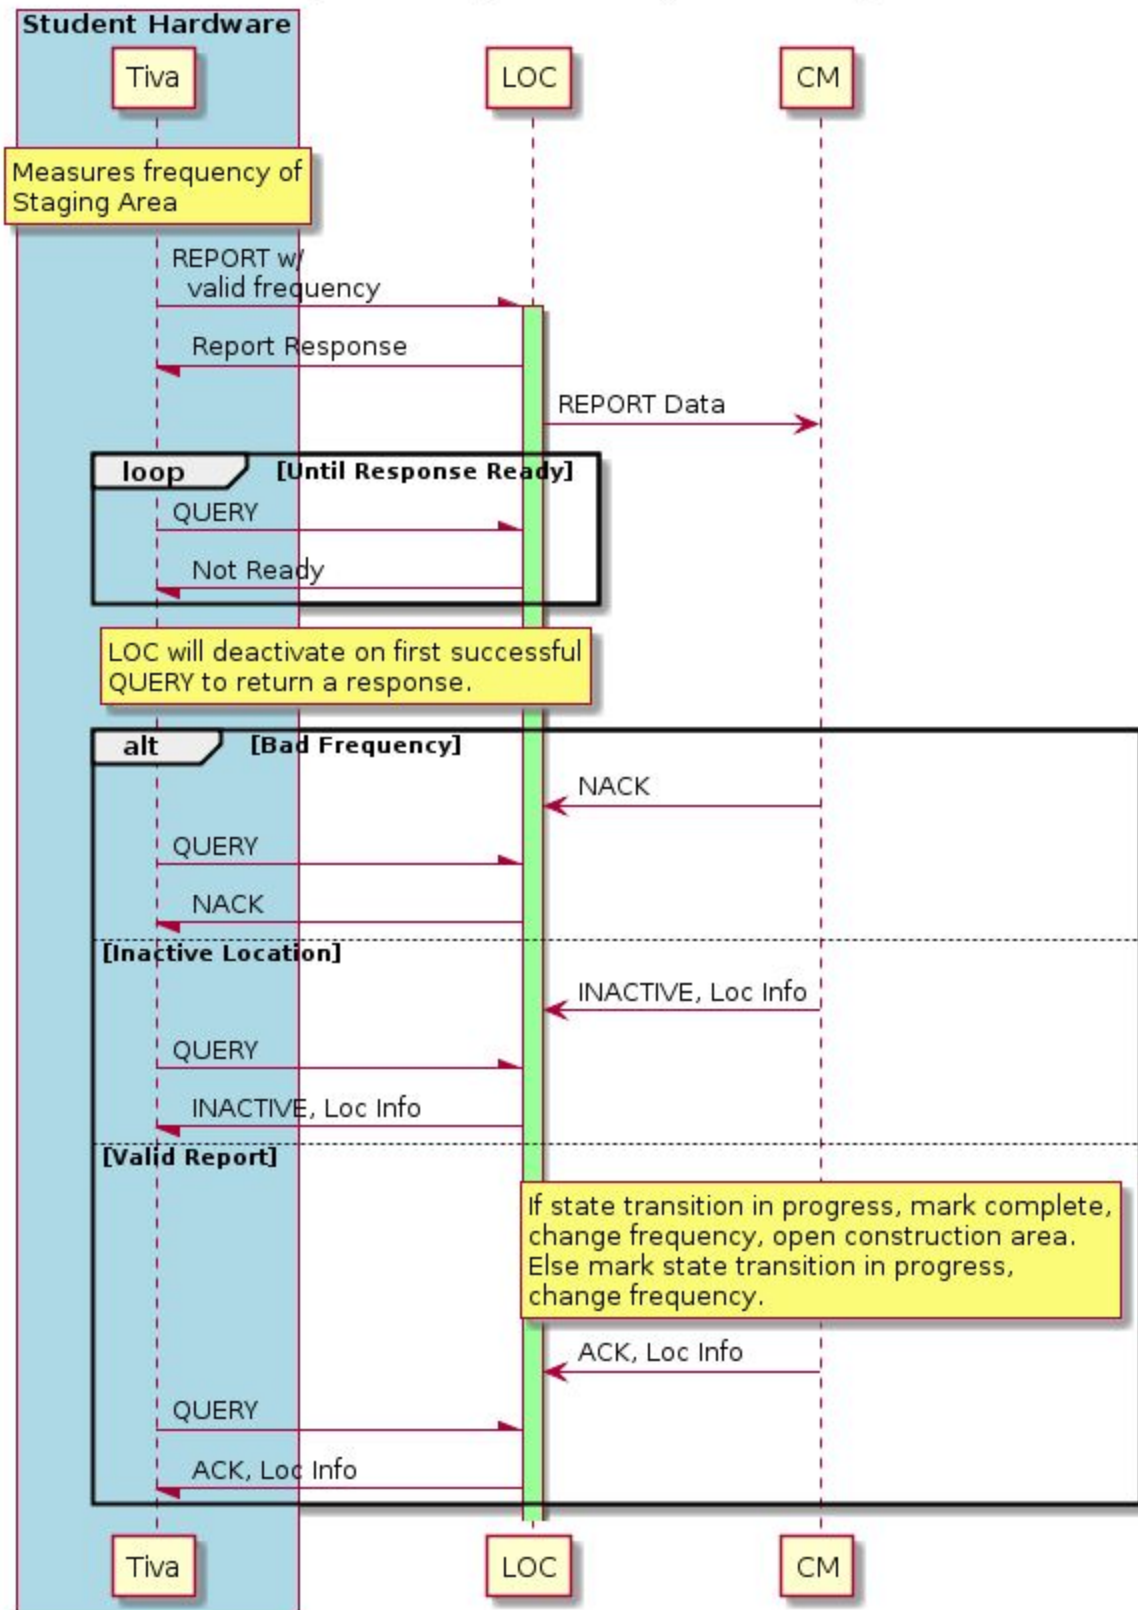 Student Hardware
Tiva
LOC
CM
Measures frequency of
Staging Area
REPORT w/
valid frequency
Report Response
REPORT Data
loop
[Until Response Ready]
QUERY
Not Ready
LOC will deactivate on first successful
QUERY to return a response.
alt
[Bad Frequency]
NACK
QUERY
NACK
[Inactive Location]
INACTIVE, Loc Info
QUERY
INACTIVE, Loc Info
[Valid Report]
If state transition in progress, mark complete,
change frequency, open construction area.
Else mark state transition in progress,
change frequency.
ACK, Loc Info
QUERY
ACK, Loc Info
Tiva
LOC
CM